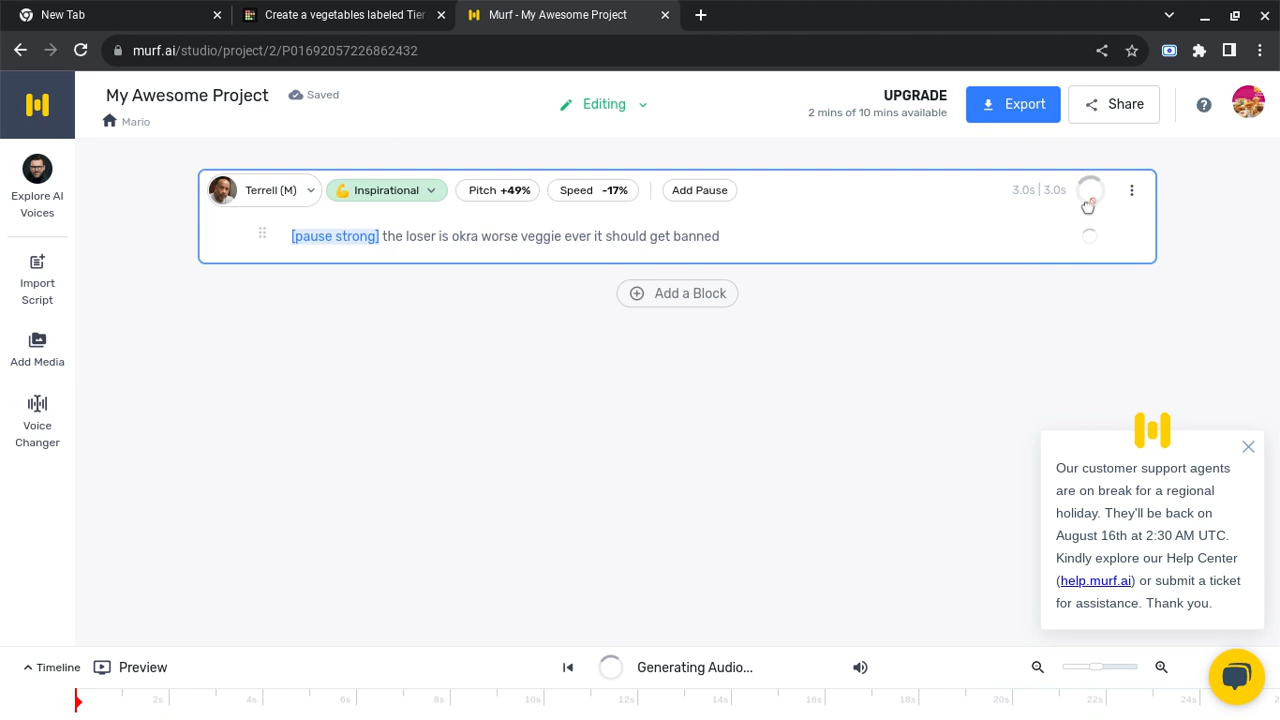 New Tab
Create a vegetables labeled Tier
Murf - My Awesome Project
murf.ai/studio/project/2/P01692057226862432
My Awesome Project
Saved
Mario
Editing
UPGRADE
2 mins of 10 mins available
Export
Share
Explore AI
Voices
Import
Script
Add Media
Voice
Changer
Terrell (M)
Inspirational
Pitch +49%
Speed -17%
Add Pause
3.0s | 3.0s
[pause strong] the loser is okra worse veggie ever it should get banned
Add a Block
Our customer support agents
are on break for a regional
holiday. They'll be back on
August 16th at 2:30 AM UTC.
Kindly explore our Help Center
(help.murf.ai) or submit a ticket
for assistance. Thank you.
Timeline
Preview
Generating Audio...
2s
4s
6s
8s
10s
12s
14s
16s
18s
20s
22s
24s